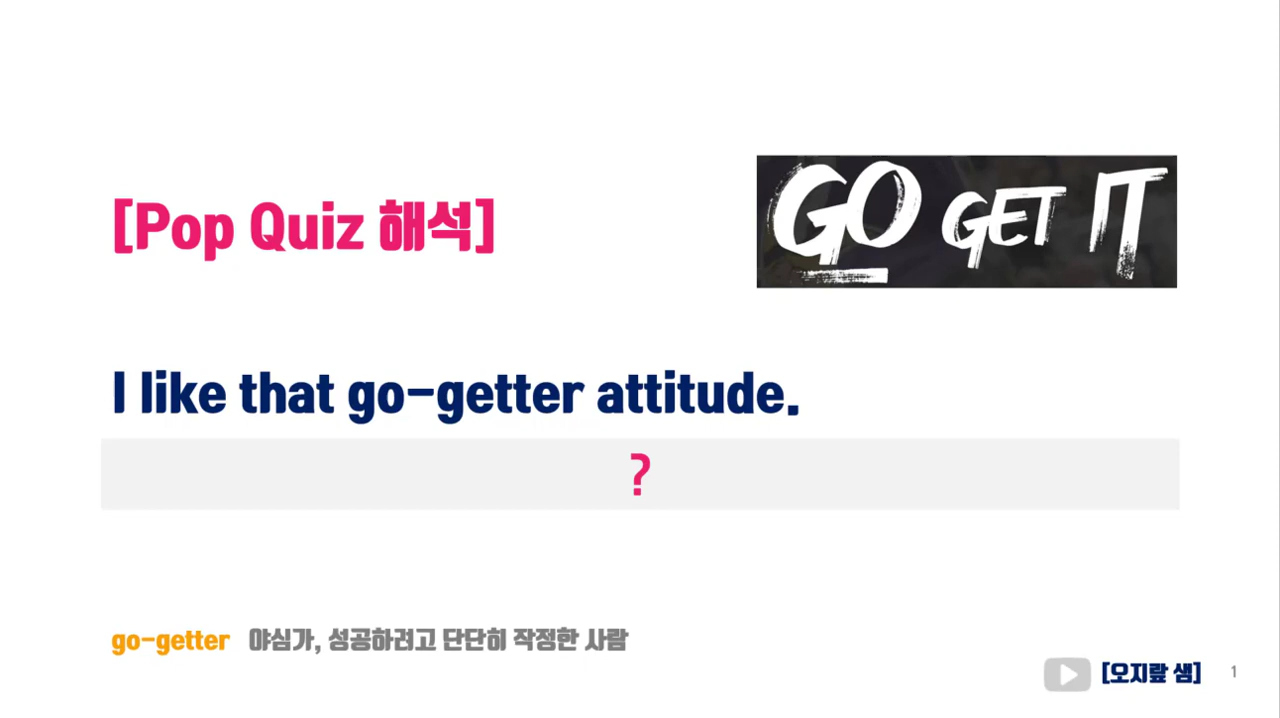 GO GET IT
[Pop Quiz 해석]
I like that go-getter attitude.
?
go-getter 야심가, 성공하려고 단단히 작정한 사람
[오지랖 샘] 1